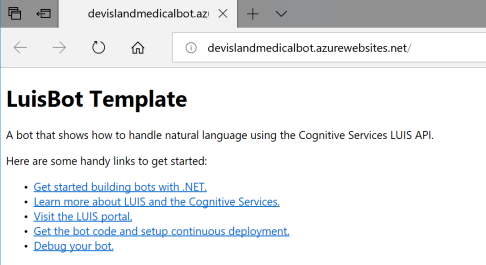 devislandmedicalbot.az
devislandmedicalbot.azurewebsites.net/
LuisBot Template
A bot that shows how to handle natural language using the Cognitive Services LUIS API.
Here are some handy links to get started:
• Get started building bots with .NET.
• Learn more about LUIS and the Cognitive Services.
• Visit the LUIS portal.
• Get the bot code and setup continuous deployment.
• Debug your bot.